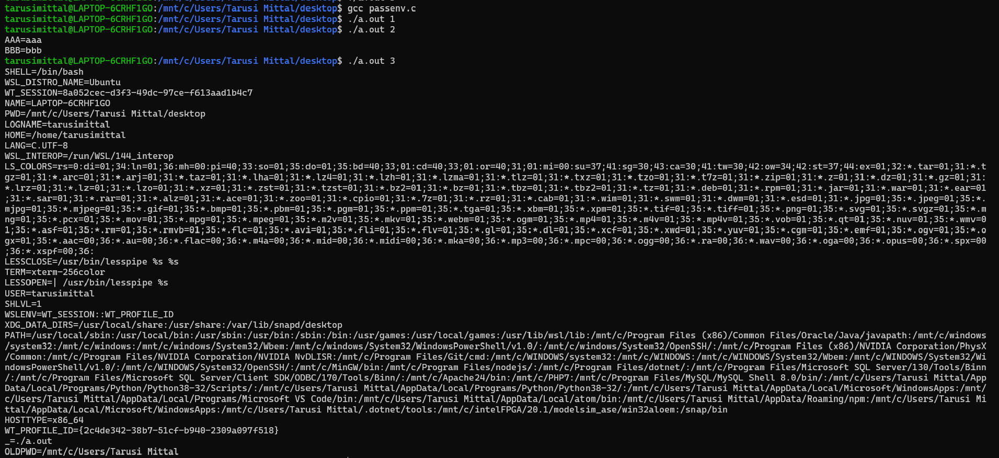 tarusimittal@LAPTOP-6CRHF1GO:/mnt/c/Users/Tarusi Mittal/desktop$ gcc passenv.c
tarusimittal@LAPTOP-6CRHF1GO:/mnt/c/Users/Tarusi Mittal/desktop$ ./a.out 1
tarusimittal@LAPTOP-6CRHF1GO:/mnt/c/Users/Tarusi Mittal/desktop$ ./a.out 2
AAA=aaa
BBB=bbb
tarusimittal@LAPTOP-6CRHF1GO:/mnt/c/Users/Tarusi Mittal/desktop$ ./a.out 3
SHELL=/bin/bash
WSL_DISTRO_NAME=Ubuntu
WT_SESSION=8a052cec-d3f3-49dc-97ce-f613aad1b4c7
NAME=LAPTOP-6CRHF1GO
PWD=/mnt/c/Users/Tarusi Mittal/desktop
LOGNAME=tarusimittal
HOME=/home/tarusimittal
LANG=C.UTF-8
WSL_INTEROP=/run/WSL/144_interop
LS_COLORS=rs=0:di=01;34:ln=01;36:mh=00:pi=40;33:so=01;35:do=01;35:bd=40;33;01:cd=40;33;01:or=40;31;01:mi=00:su=37;41:sg=30;43:ca=30;41:tw=30;42:ow=34;42:st=37;44:ex=01;32:*.tar=01;31:*.t
gz=01;31:*.arc=01;31:*.arj=01;31:*.taz=01;31:*.lha=01;31:*.lz4=01;31:*.lzh=01;31:*.lzma=01;31:*.tlz=01;31:*.txz=01;31:*.tzo=01;31:*.t7z=01;31:*.zip=01;31:*.z=01;31:*.dz=01;31:*.gz=01;31:
*.lrz=01;31:*.lz=01;31:*.lzo=01;31:*.xz=01;31:*.zst=01;31:*.tzst=01;31:*.bz2=01;31:*.bz=01;31:*.tbz=01;31:*.tbz2=01;31:*.tz=01;31:*.deb=01;31:*.rpm=01;31:*.jar=01;31:*.war=01;31:*.ear=01
;31:*.sar=01;31:*.rar=01;31:*.alz=01;31:*.ace=01;31:*.zoo=01;31:*.cpio=01;31:*.7z=01;31:*.rz=01;31:*.cab=01;31:*.wim=01;31:*.swm=01;31:*.dwm=01;31:*.esd=01;31:*.jpg=01;35:*.jpeg=01;35:*.
mjpg=01;35:*.mjpeg=01;35:*.gif=01;35:*.bmp=01;35:*.pbm=01;35:*.pgm=01;35:*.ppm=01;35:*.tga=01;35:*.xbm=01;35:*.xpm=01;35:*.tif=01;35:*.tiff=01;35:*.png=01;35:*.svg=01;35:*.svgz=01;35:*.m
ng=01;35:*.pcx=01;35:*.mov=01;35:*.mpg=01;35:*.mpeg=01;35:*.m2v=01;35:*.mkv=01;35:*.webm=01;35:*.ogm=01;35:*.mp4=01;35:*.m4v=01;35:*.mp4v=01;35:*.vob=01;35:*.qt=01;35:*.nuv=01;35:*.wmv=0
1;35:*.asf=01;35:*.rm=01;35:*.rmvb=01;35:*.flc=01;35:*.avi=01;35:*.fli=01;35:*.flv=01;35:*.gl=01;35:*.dl=01;35:*.xcf=01;35:*.xwd=01;35:*.yuv=01;35:*.cgm=01;35:*.emf=01;35:*.ogv=01;35:*.o
gx=01;35:*.aac=00;36:*.au=00;36:*.flac=00;36:*.m4a=00;36:*.mid=00;36:*.midi=00;36:*.mka=00;36:*.mp3=00;36:*.mpc=00;36:*.ogg=00;36:*.ra=00;36:*.wav=00;36:*.oga=00;36:*.opus=00;36:*.spx=00
;36:*.xspf=00;36:
LESSCLOSE=/usr/bin/lesspipe %s %s
TERM=xterm-256color
LESSOPEN=| /usr/bin/lesspipe %s
USER=tarusimittal
SHLVL=1
WSLENV=WT_SESSION::WT_PROFILE_ID
XDG_DATA_DIRS=/usr/local/share:/usr/share:/var/lib/snapd/desktop
PATH=/usr/local/sbin:/usr/local/bin:/usr/sbin:/usr/bin:/sbin:/bin:/usr/games:/usr/local/games:/usr/lib/wsl/lib:/mnt/c/Program Files (x86)/Common Files/Oracle/Java/javapath:/mnt/c/windows
/system32:/mnt/c/windows:/mnt/c/windows/System32/Wbem:/mnt/c/windows/System32/WindowsPowerShell/v1.0/:/mnt/c/windows/System32/OpenSSH/:/mnt/c/Program Files (x86)/NVIDIA Corporation/PhysX
/Common:/mnt/c/Program Files/NVIDIA Corporation/NVIDIA NvDLISR:/mnt/c/Program Files/Git/cmd:/mnt/c/WINDOWS/system32:/mnt/c/WINDOWS:/mnt/c/WINDOWS/System32/Wbem:/mnt/c/WINDOWS/System32/Wi
ndowsPowerShell/v1.0/:/mnt/c/WINDOWS/System32/OpenSSH/:/mnt/c/MinGW/bin:/mnt/c/Program Files/nodejs/:/mnt/c/Program Files/dotnet/:/mnt/c/Program Files/Microsoft SQL Server/130/Tools/Binn
/:/mnt/c/Program Files/Microsoft SQL Server/Client SDK/ODBC/170/Tools/Binn/:/mnt/c/Apache24/bin:/mnt/c/PHP7:/mnt/c/Program Files/MySQL/MySQL Shell 8.0/bin/:/mnt/c/Users/Tarusi Mittal/App
Data/Local/Programs/Python/Python38-32/Scripts/:/mnt/c/Users/Tarusi Mittal/AppData/Local/Programs/Python/Python38-32/:/mnt/c/Users/Tarusi Mittal/AppData/Local/Microsoft/WindowsApps:/mnt/
c/Users/Tarusi Mittal/AppData/Local/Programs/Microsoft VS Code/bin:/mnt/c/Users/Tarusi Mittal/AppData/Local/atom/bin:/mnt/c/Users/Tarusi Mittal/AppData/Roaming/npm:/mnt/c/Users/Tarusi Mi
ttal/AppData/Local/Microsoft/WindowsApps:/mnt/c/Users/Tarusi Mittal/.dotnet/tools:/mnt/c/intelFPGA/20.1/modelsim_ase/win32aloem:/snap/bin
HOSTTYPE=x86_64
WT_PROFILE_ID={2c4de342-38b7-51cf-b940-2309a097f518}
_=./a.out
OLDPWD=/mnt/c/Users/Tarusi Mittal